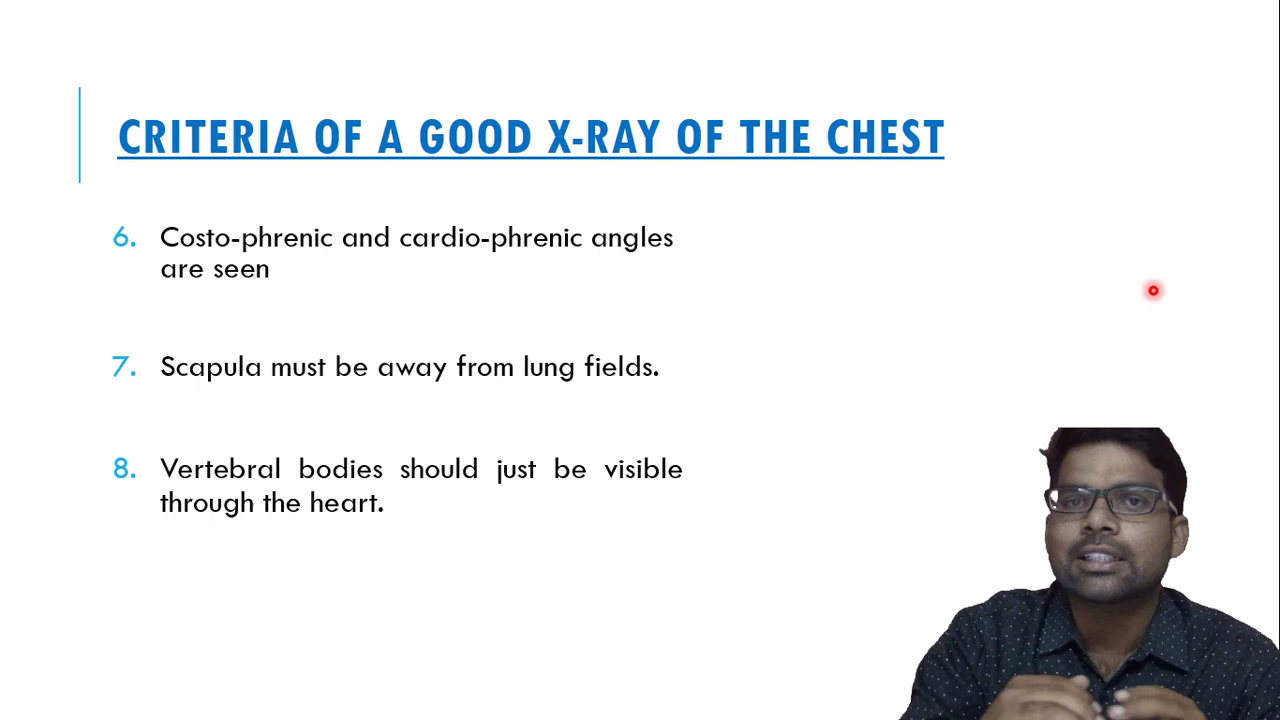 CRITERIA OF A GOOD X-RAY OF THE CHEST
6. Costo-phrenic and cardio-phrenic angles
are seen
7. Scapula must be away from lung fields.
8. Vertebral bodies should just be visible
through the heart.